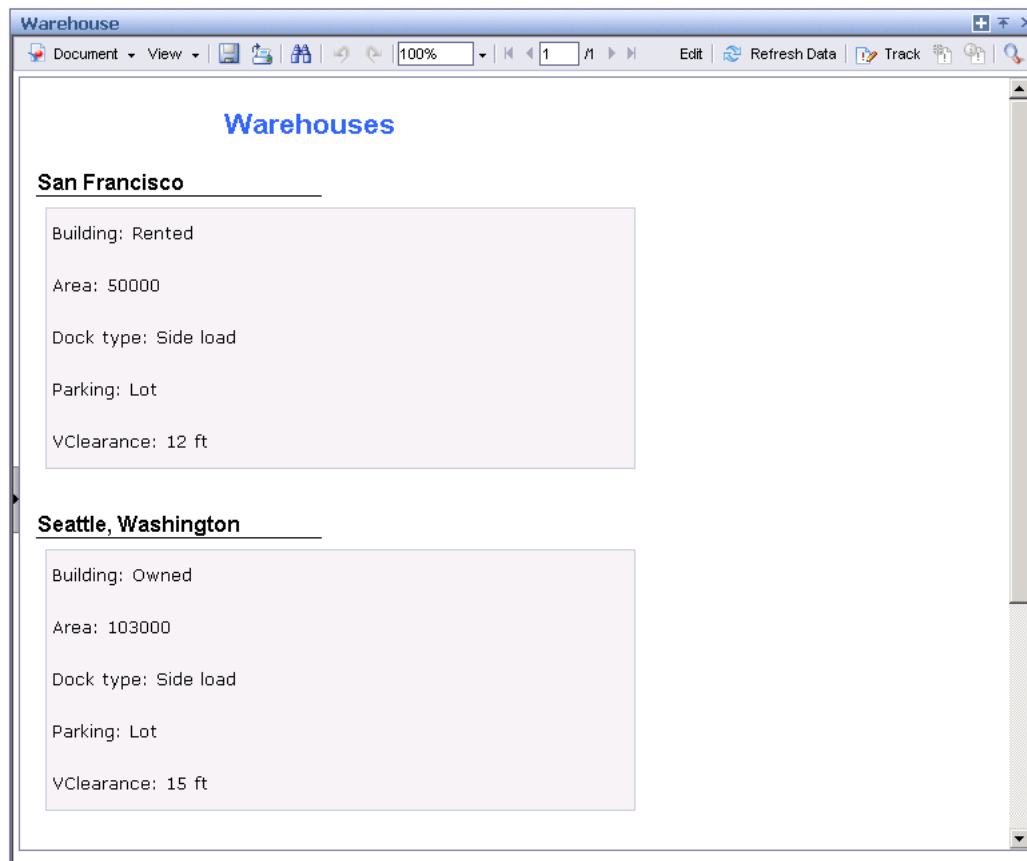 Warehouse
Document View 100% 1 /1 Edit Refresh Data Track
Warehouses
San Francisco
Building: Rented
Area: 50000
Dock type: Side load
Parking: Lot
VClearance: 12 ft
Seattle, Washington
Building: Owned
Area: 103000
Dock type: Side load
Parking: Lot
VClearance: 15 ft